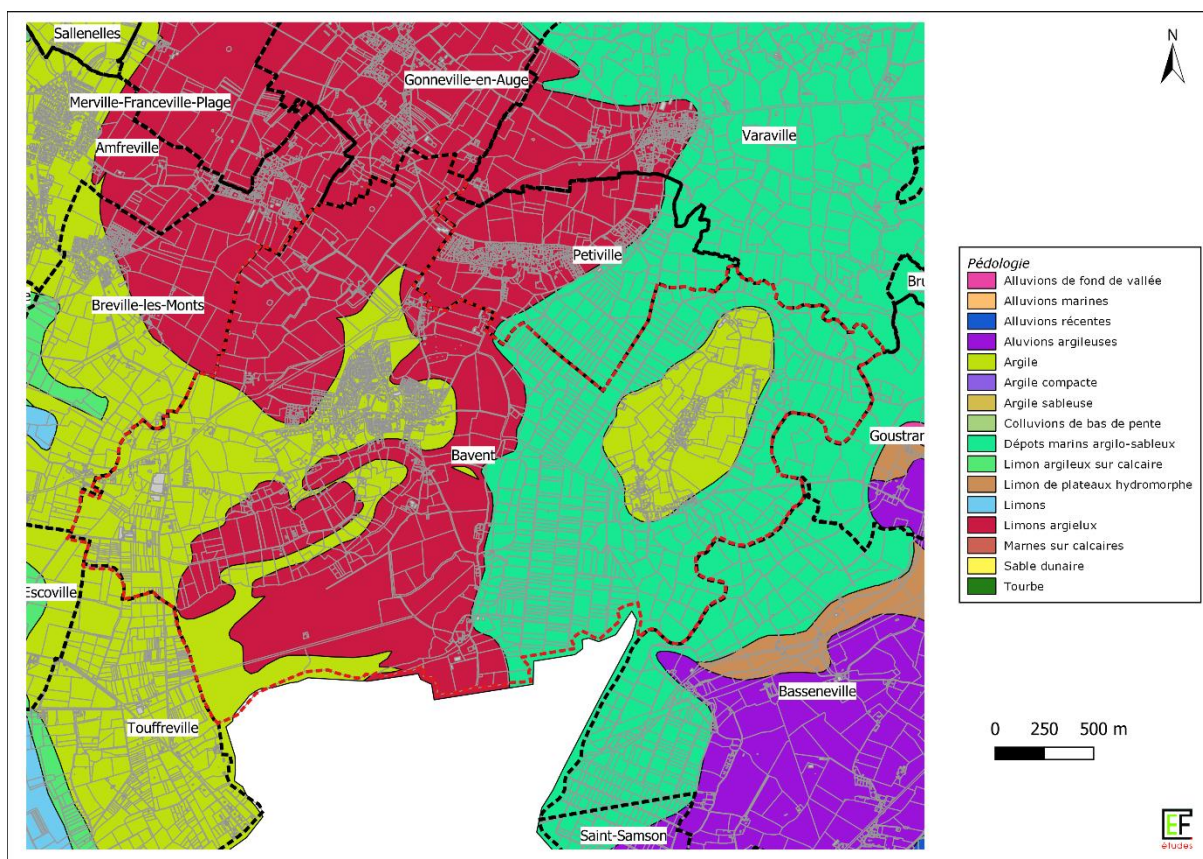 Sallenelles
Gonneville-en-Auge
N
Merville-Franceville-Plage
Varaville
Amfreville
Petiville
Pédologie
Alluvions de fond de vallée
Alluvions marines
Alluvions récentes
Aluvions argileuses
Argile
Argile compacte
Argile sableuse
Colluvions de bas de pente
Dépots marins argilo-sableux
Limon argileux sur calcaire
Limon de plateaux hydromorphe
Limons
Limons argielux
Marnes sur calcaires
Sable dunaire
Tourbe
Bru
e
Breville-les-Monts
Goustran
Bavent
Escoville
Basseneville
Touffreville
0 250 500 m
Saint-Samson
EF
études